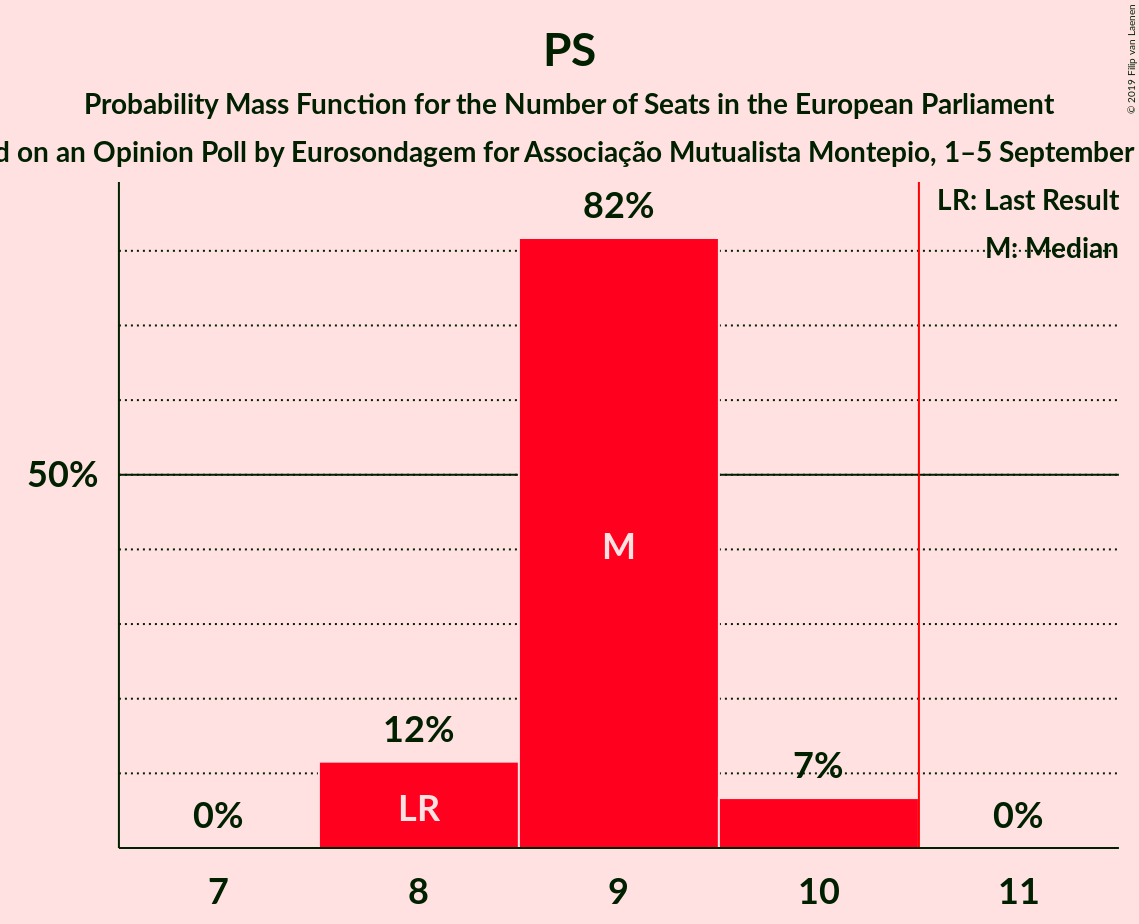 PS
Probability Mass Function for the Number of Seats in the European Parliament
on an Opinion Poll by Eurosondagem for Associação Mutualista Montepio, 1–5 September
© 2019 Filip van Laenen
LR: Last Result
M: Median
82%
50%
M
12%
7%
LR
0%
0%
7
8
9
10
11